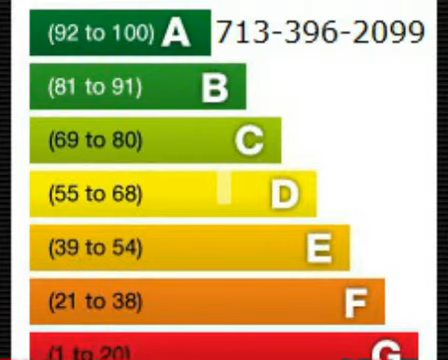 (92 to 100) A 713-396-2099
(81 to 91) B
(69 to 80) C
(55 to 68) D
(39 to 54) E
(21 to 38) F
(1 to 20) G